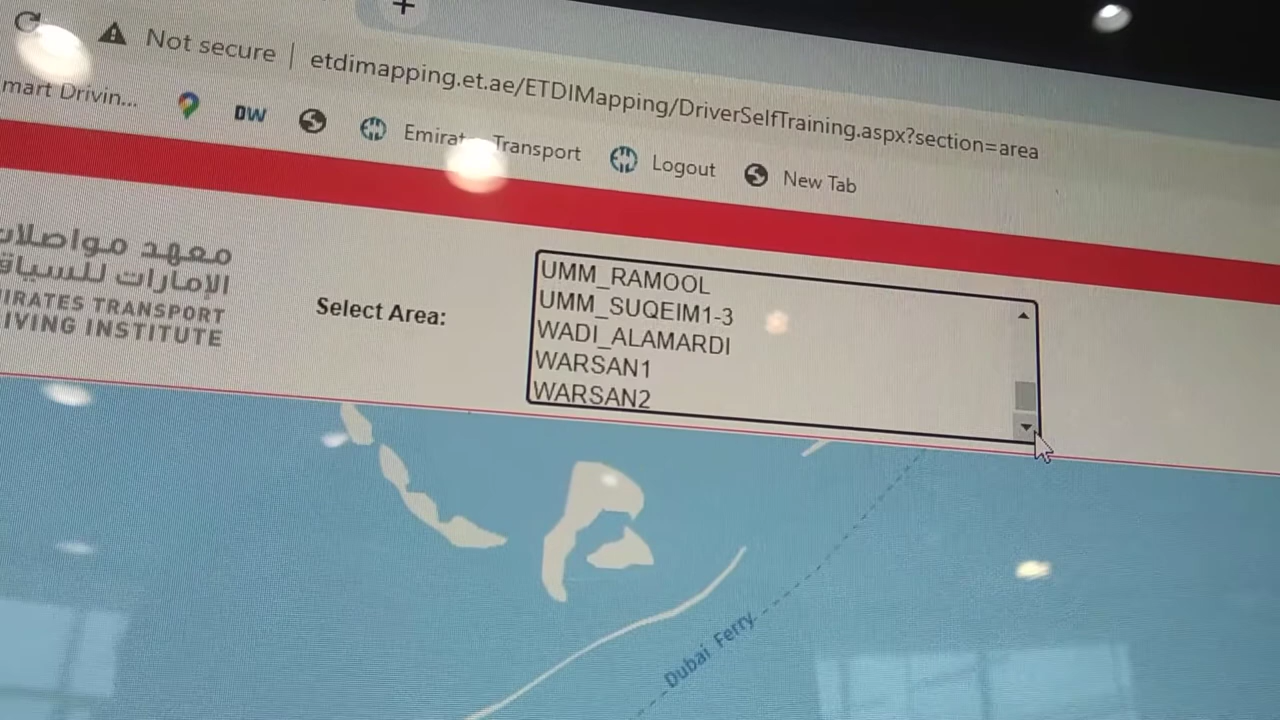 Not secure | etdimapping.et.ae/ETDIMapping/DriverSelfTraining.aspx?section=area
mart Drivin... DW Transport Logout New Tab
معهد مواصلات
الإمارات للسياقة
IRATES TRANSPORT
IVING INSTITUTE
Select Area:
UMM_RAMOOL
UMM_SUQEIM1-3
WADI_ALAMARDI
WARSAN1
WARSAN2
Dubai Ferry